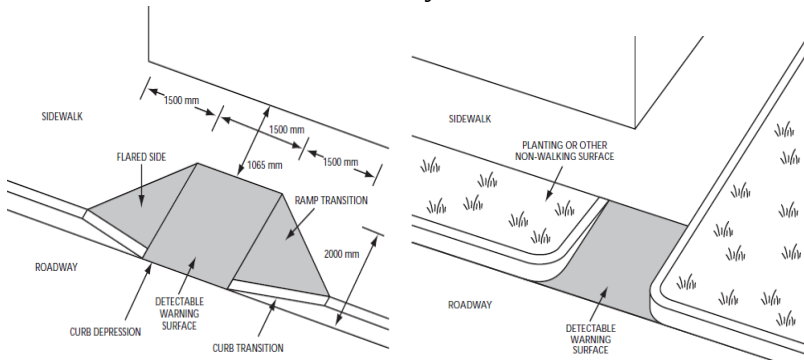 1500 mm
1500 mm
1500 mm
1065 mm
SIDEWALK
FLARED SIDE
RAMP TRANSITION
2000 mm
ROADWAY
DETECTABLE
WARNING
SURFACE
CURB DEPRESSION
CURB TRANSITION
SIDEWALK
PLANTING OR OTHER
NON-WALKING SURFACE
ROADWAY
DETECTABLE
WARNING
SURFACE